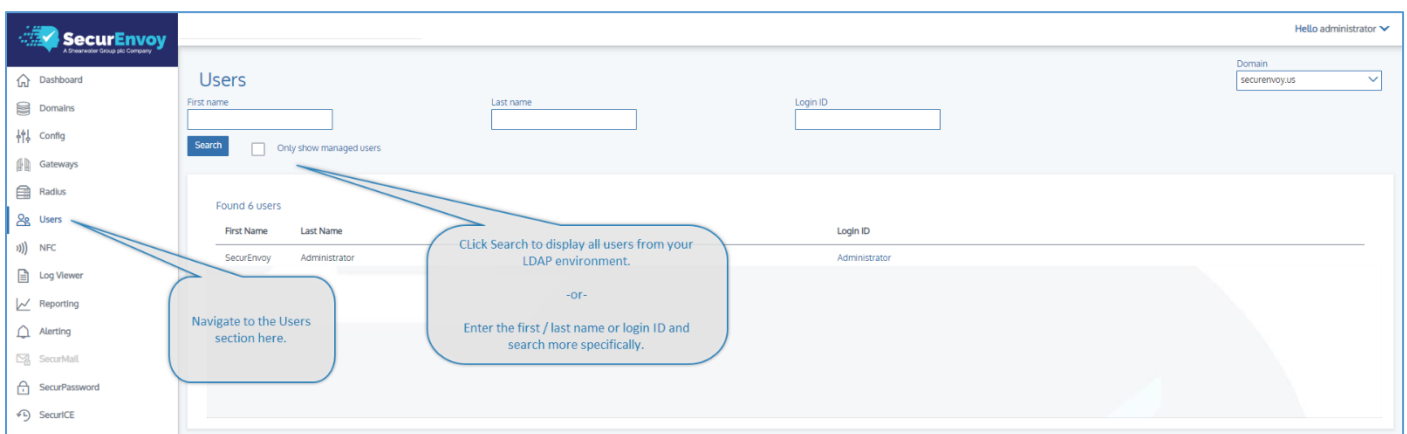 SecurEnvoy
A Shearwater Group plc Company
Hello administrator
Dashboard
Domains
Config
Gateways
Radius
Users
NFC
Log Viewer
Reporting
Alerting
SecurMail
SecurPassword
SecurICE
Users
Domain
securenvoy.us
First name
Last name
Login ID
Search
Only show managed users
Found 6 users
First Name Last Name Login ID
SecurEnvoy Administrator Administrator
Navigate to the Users
section here.
CLick Search to display all users from your
LDAP environment.
-or-
Enter the first / last name or login ID and
search more specifically.